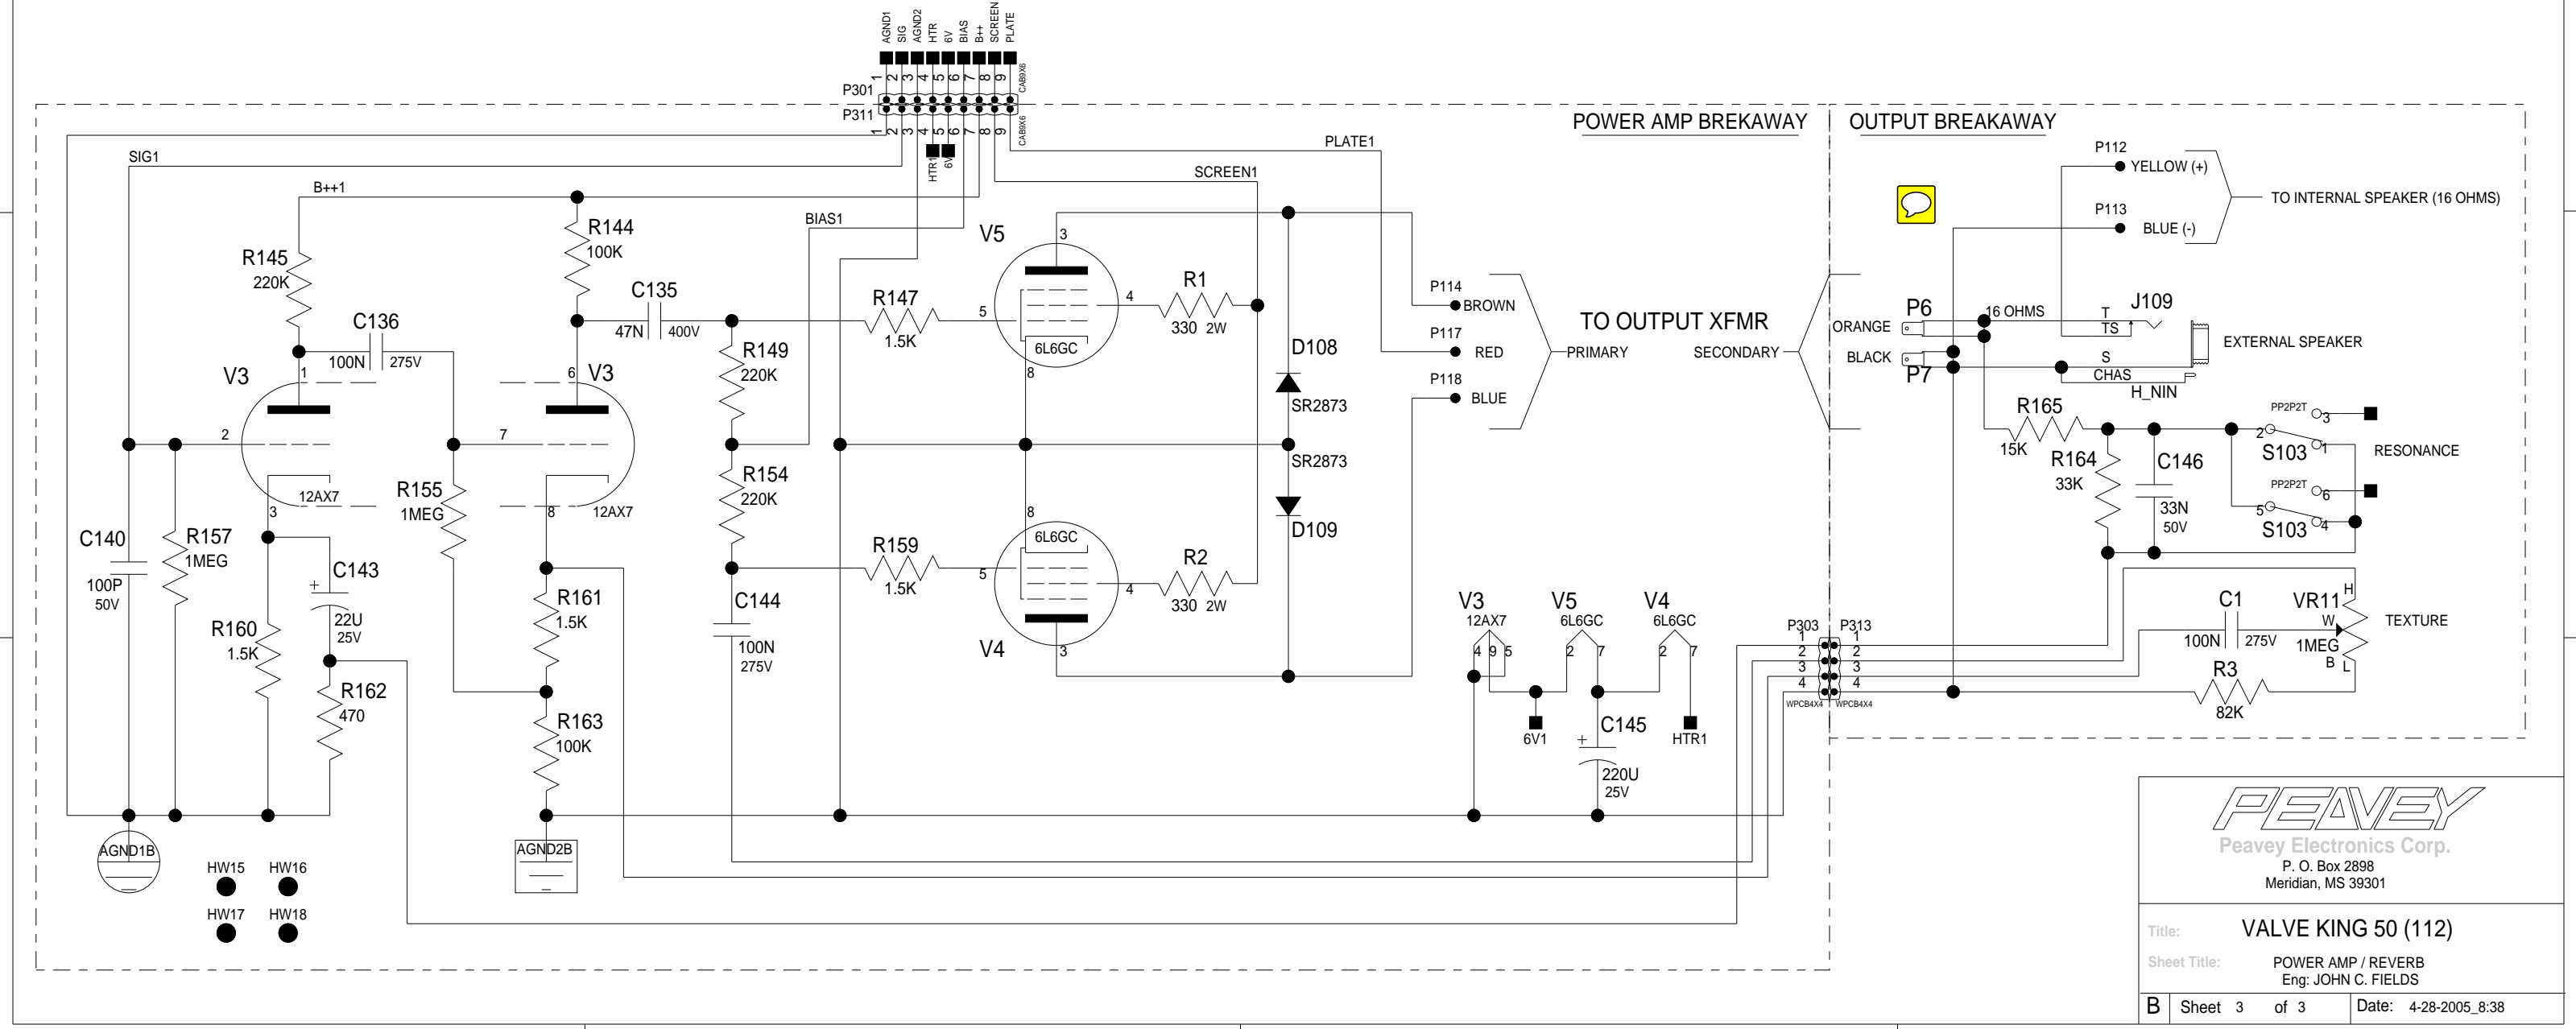 AGND1
SIG
AGND2
HTR
6V
BIAS
B++
SCREEN
PLATE
1 2 3 4 5 6 7 8 9
CAB9X6
P301
P311
1 2 3 4 5 6 7 8 9
CAB9X6
HTR1
6V
POWER AMP BREKAWAY
OUTPUT BREAKAWAY
SIG1
B++1
BIAS1
SCREEN1
PLATE1
R145
220K
R144
100K
C136
100N 275V
C135
47N 400V
V3
1
2
3
12AX7
V3
6
7
8
12AX7
R155
1MEG
C140
100P
50V
R157
1MEG
R160
1.5K
C143
+
22U
25V
R162
470
R161
1.5K
R163
100K
R149
220K
R154
220K
C144
100N
275V
R147
1.5K
R159
1.5K
V5
3
4
5
6L6GC
8
8
6L6GC
5
4
3
V4
R1
330 2W
R2
330 2W
D108
SR2873
SR2873
D109
P114
BROWN
P117
RED
P118
BLUE
TO OUTPUT XFMR
PRIMARY
SECONDARY
P112
YELLOW (+)
P113
BLUE (-)
TO INTERNAL SPEAKER (16 OHMS)
P6
ORANGE
BLACK
P7
16 OHMS
T
TS
S
CHAS
J109
H_NIN
EXTERNAL SPEAKER
R165
15K
R164
33K
C146
33N
50V
PP2P2T
3
2
1
S103
RESONANCE
PP2P2T
6
5
4
S103
V3
12AX7
4 9 5
V5
6L6GC
2 7
V4
6L6GC
2 7
6V1
C145
+
220U
25V
HTR1
P303
P313
1 1
2 2
3 3
4 4
WPCB4X4
WPCB4X4
C1
100N 275V
VR11
H
W
1MEG
B
L
TEXTURE
R3
82K
AGND1B
AGND2B
HW15
HW16
HW17
HW18
PEAVEY
Peavey Electronics Corp.
P. O. Box 2898
Meridian, MS 39301
Title: VALVE KING 50 (112)
Sheet Title: POWER AMP / REVERB
Eng: JOHN C. FIELDS
B Sheet 3 of 3 Date: 4-28-2005_8:38